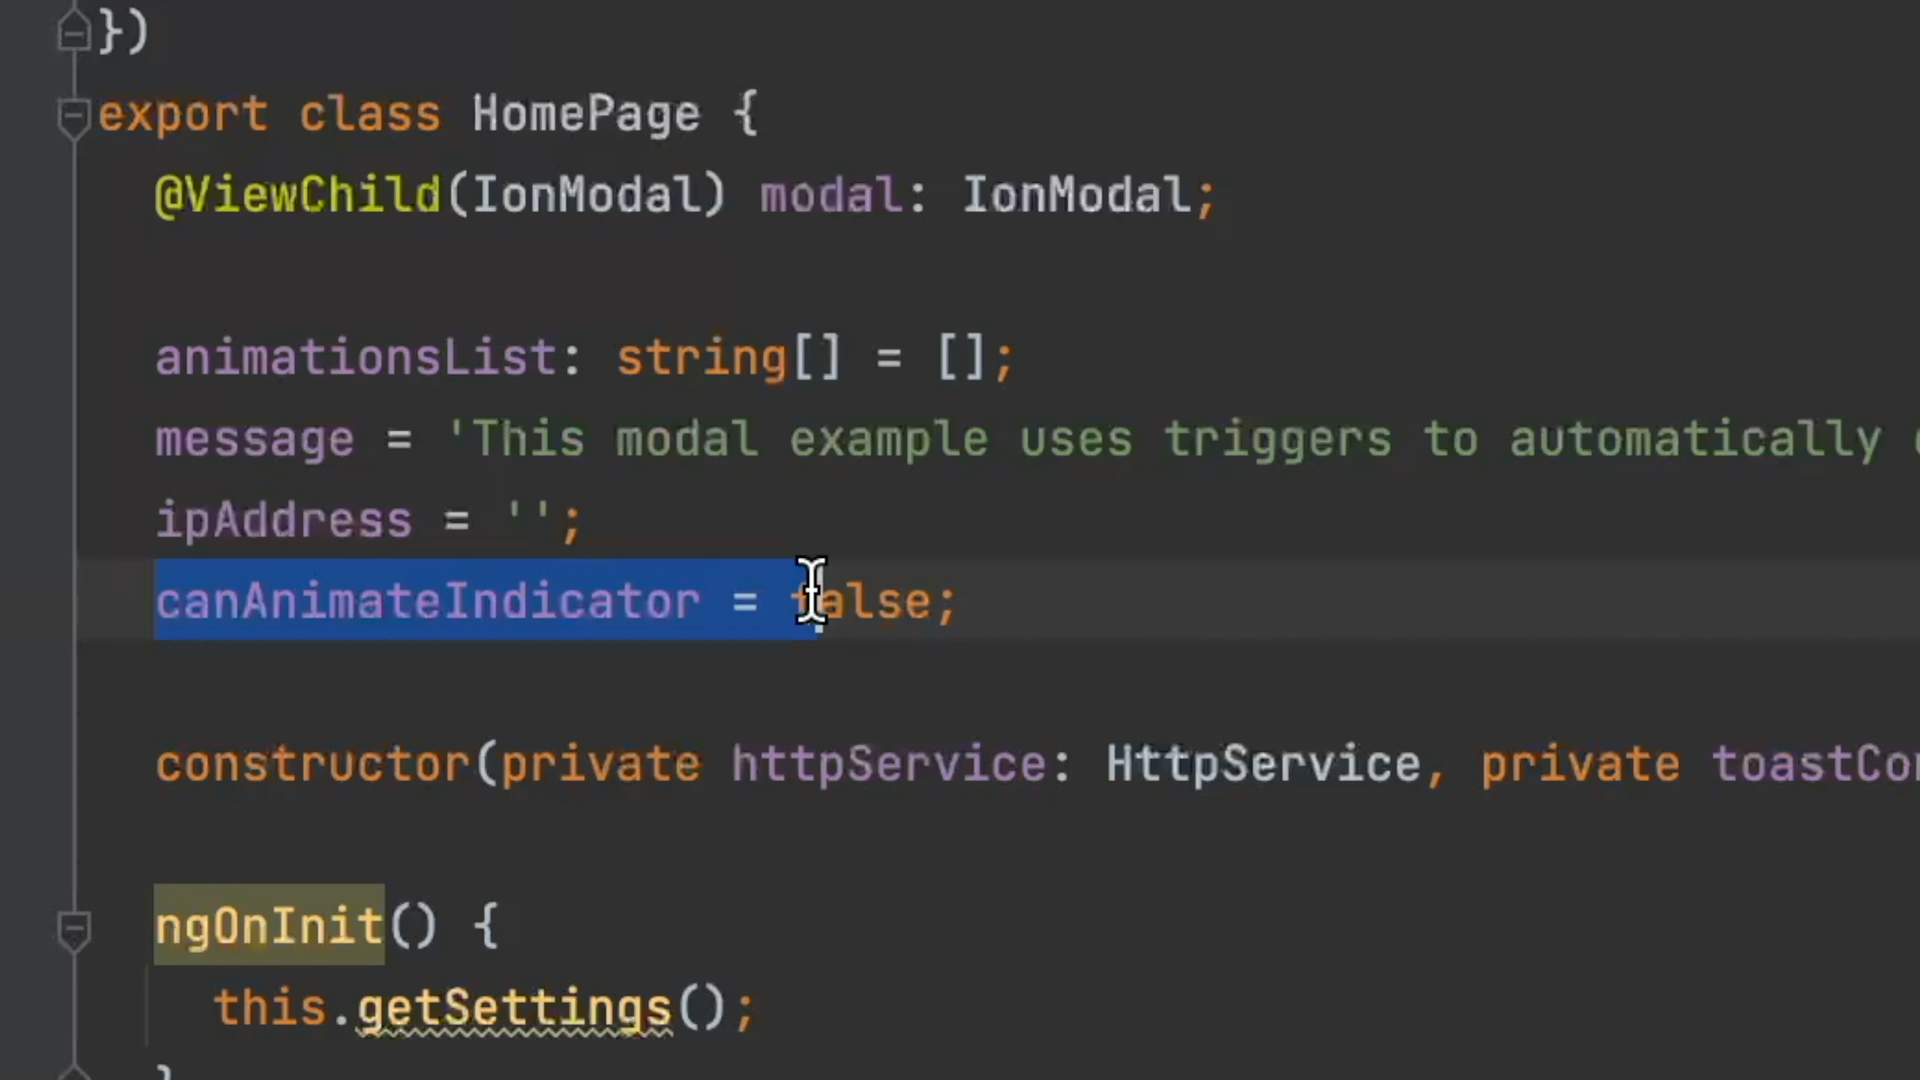 })
export class HomePage {
@ViewChild(IonModal) modal: IonModal;
animationsList: string[] = [];
message = 'This modal example uses triggers to automatically
ipAddress = '';
canAnimateIndicator = false;
constructor(private httpService: HttpService, private toastCo
ngOnInit() {
this.getSettings();
}